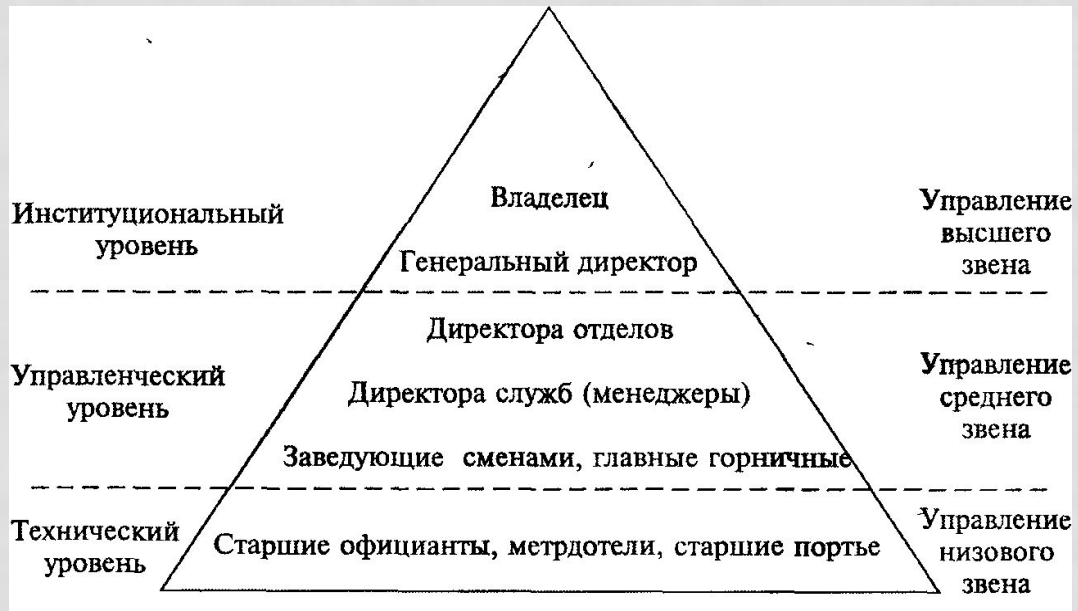 Институциональный
уровень
Владелец
Генеральный директор
Управление
высшего
звена
Управленческий
уровень
Директора отделов
Директора служб (менеджеры)
Заведующие сменами, главные горничные
Управление
среднего
звена
Технический
уровень
Старшие официанты, метрдотели, старшие портье
Управление
низового
звена